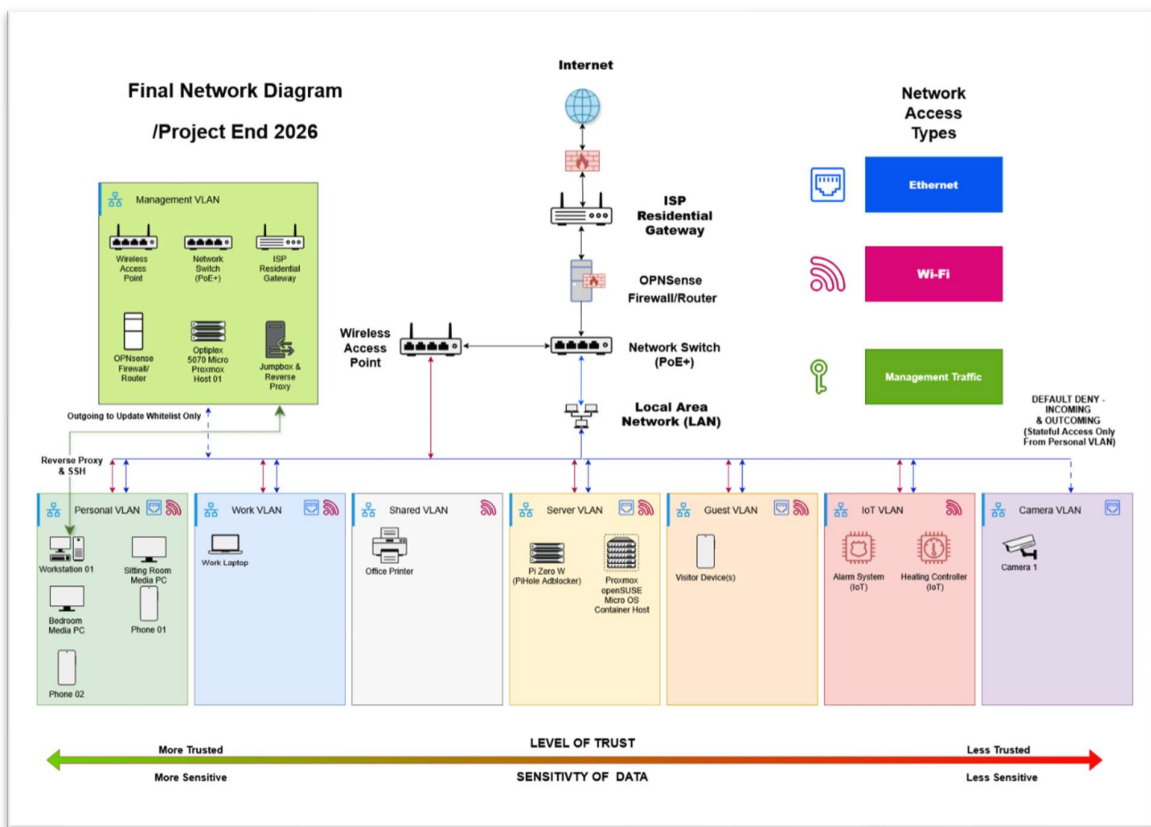 Final Network Diagram
/Project End 2026
Internet
Network
Access
Types
Ethernet
Wi-Fi
Management Traffic
ISP
Residential
Gateway
OPNSense
Firewall/Router
Network Switch
(PoE+)
Wireless
Access
Point
Local Area
Network (LAN)
Management VLAN
Wireless
Access
Point
Network
Switch
(PoE+)
ISP
Residential
Gateway
OPNsense
Firewall/
Router
Optiplex
5070 Micro
Proxmox
Host 01
Jumpbox &
Reverse
Proxy
Outgoing to Update Whitelist Only
Reverse Proxy
& SSH
DEFAULT DENY -
INCOMING
& OUTCOMING
(Stateful Access Only
From Personal VLAN)
Personal VLAN
Workstation 01
Sitting Room
Media PC
Bedroom
Media PC
Phone 01
Phone 02
Work VLAN
Work Laptop
Shared VLAN
Office Printer
Server VLAN
Pi Zero W
(PiHole Adblocker)
Proxmox
openSUSE
Micro OS
Container Host
Guest VLAN
Visitor Device(s)
IoT VLAN
Alarm System
(IoT)
Heating Controller
(IoT)
Camera VLAN
Camera 1
More Trusted
LEVEL OF TRUST
Less Trusted
More Sensitive
SENSITIVTY OF DATA
Less Sensitive